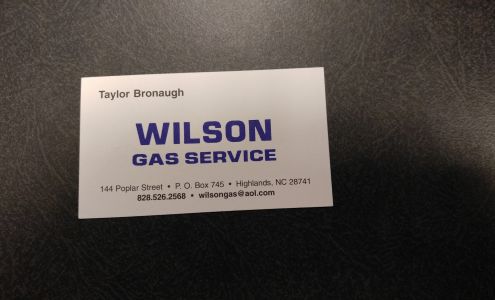 Taylor Bronaugh
WILSON
GAS SERVICE
144 Poplar Street • P. O. Box 745 • Highlands, NC 28741
828.526.2568 • wilsongas@aol.com